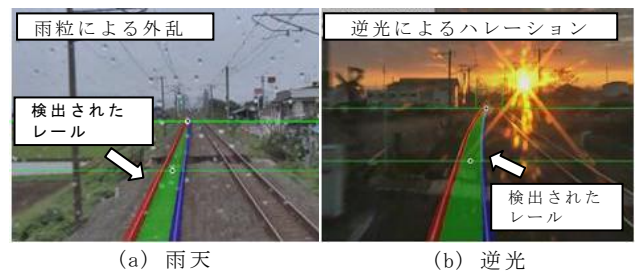 雨粒による外乱
検出された
レール
(a) 雨天
逆光によるハレーション
検出された
レール
(b) 逆光